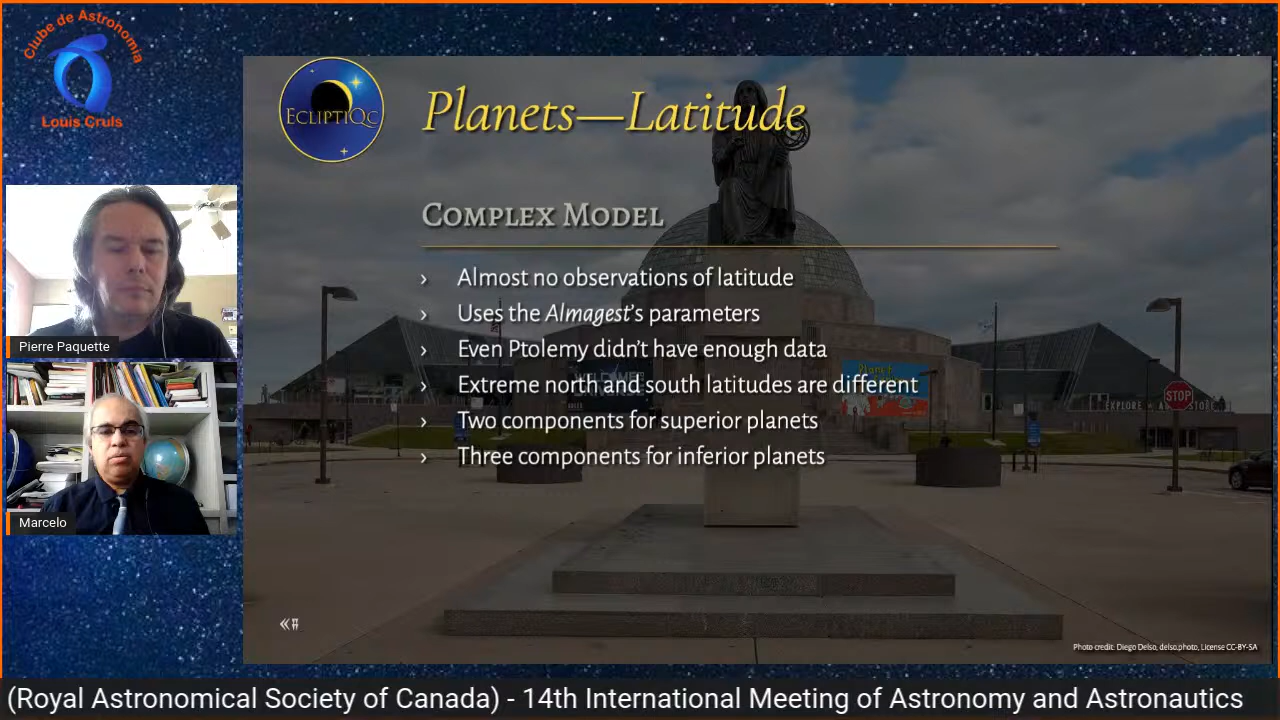 Clube de Astronomia
Louis Cruls
EcliptiQc
Planets—Latitude
Complex Model
› Almost no observations of latitude
› Uses the Almagest's parameters
› Even Ptolemy didn't have enough data
› Extreme north and south latitudes are different
› Two components for superior planets
› Three components for inferior planets
STOP
Pierre Paquette
Marcelo
Photo credit: Diego Delso, delso.photo, License CC-BY-SA
(Royal Astronomical Society of Canada) - 14th International Meeting of Astronomy and Astronautics